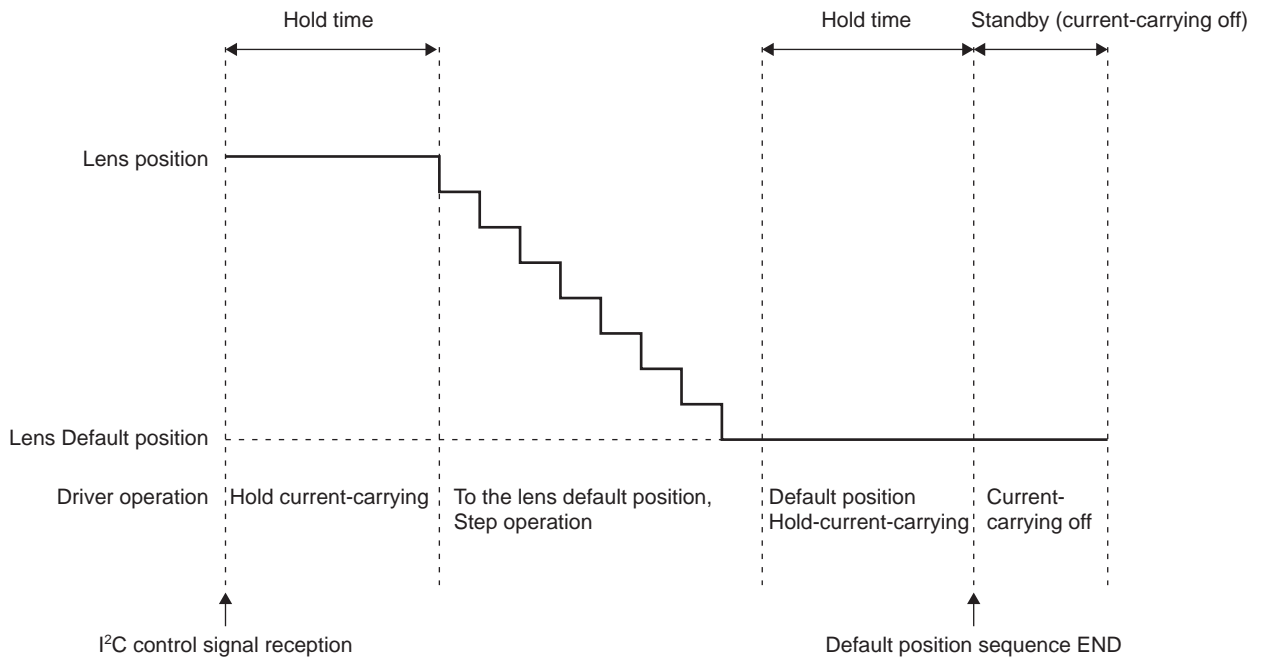 Hold time
Hold time
Standby (current-carrying off)
Lens position
Lens Default position
Driver operation
Hold current-carrying
To the lens default position,
Step operation
Default position
Hold-current-carrying
Current-
carrying off
I²C control signal reception
Default position sequence END